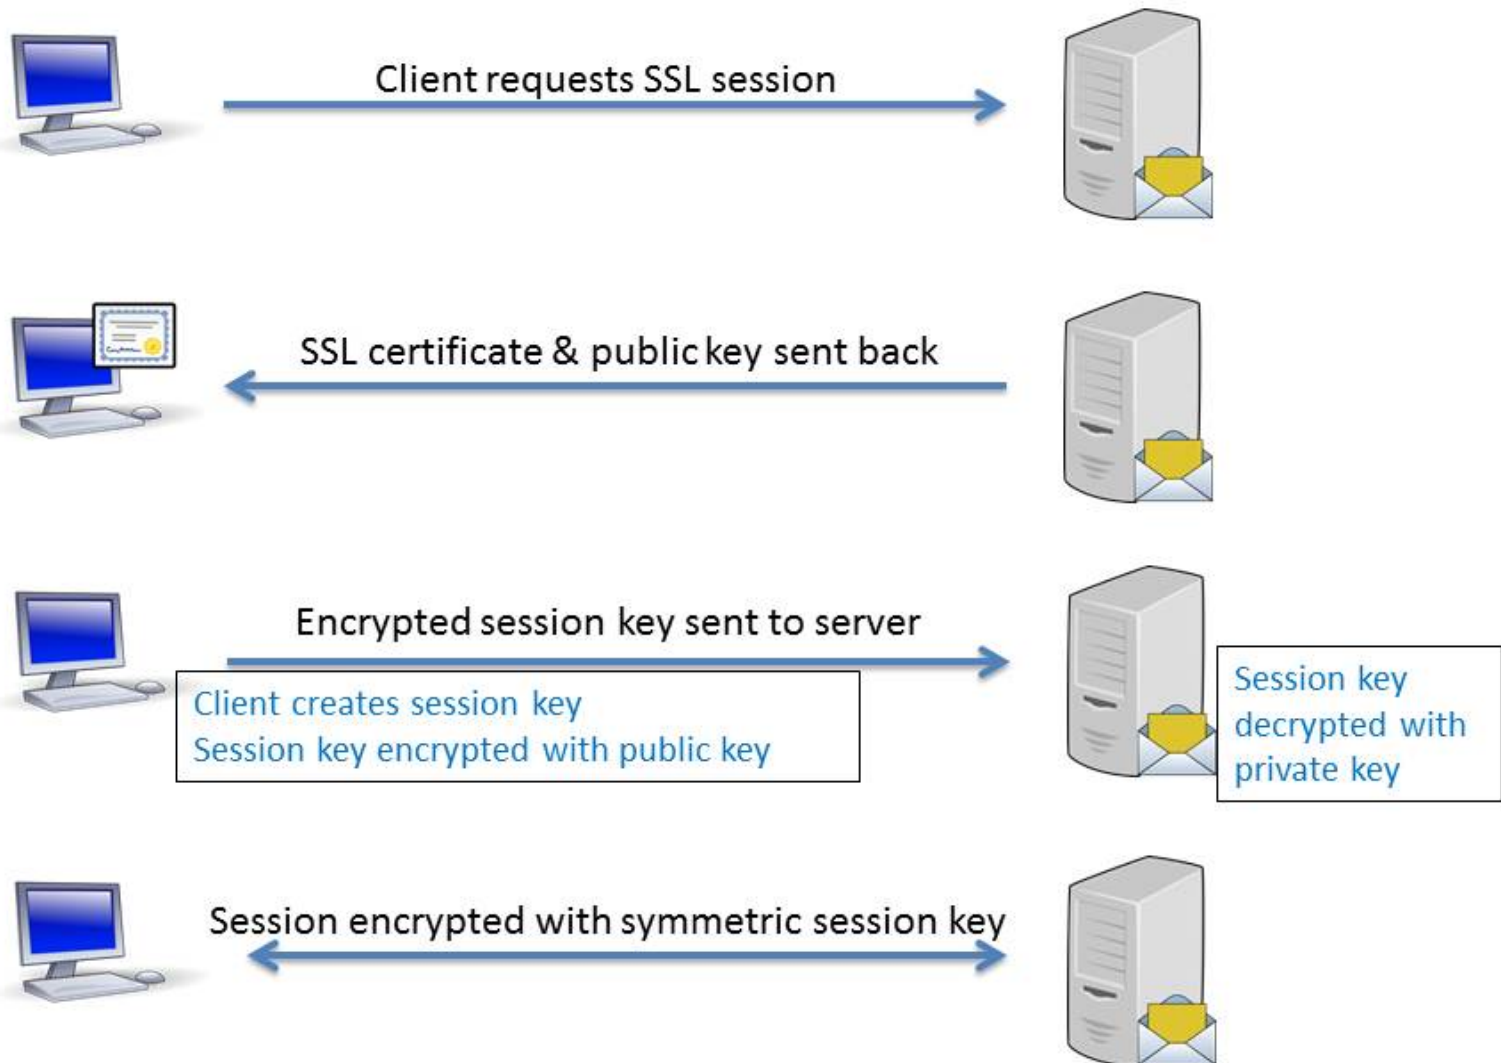 Client requests SSL session
SSL certificate & public key sent back
Encrypted session key sent to server
Client creates session key
Session key encrypted with public key
Session key
decrypted with
private key
Session encrypted with symmetric session key